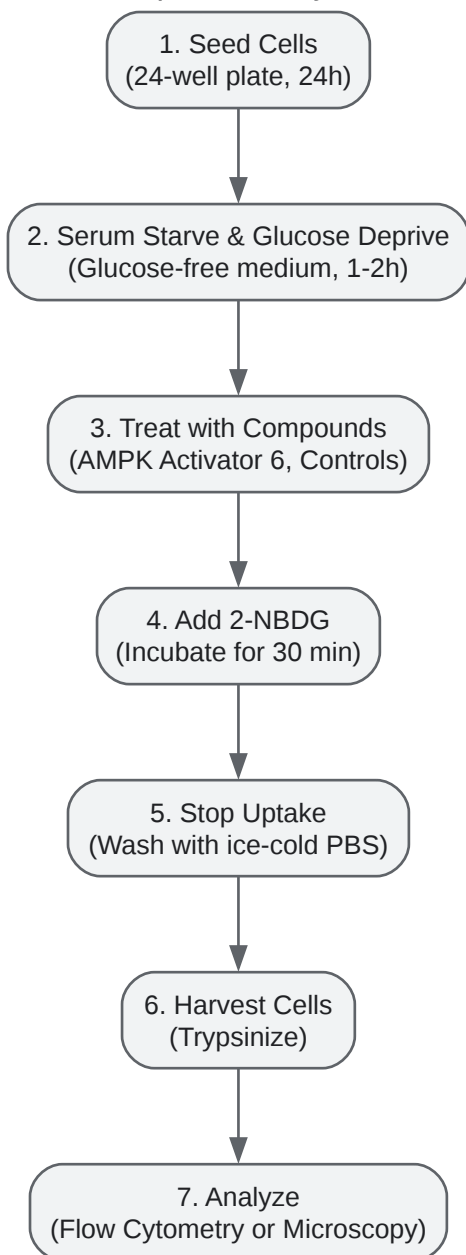 1. Seed Cells
(24-well plate, 24h)
2. Serum Starve & Glucose Deprive
(Glucose-free medium, 1-2h)
3. Treat with Compounds
(AMPK Activator 6, Controls)
4. Add 2-NBDG
(Incubate for 30 min)
5. Stop Uptake
(Wash with ice-cold PBS)
6. Harvest Cells
(Trypsinize)
7. Analyze
(Flow Cytometry or Microscopy)